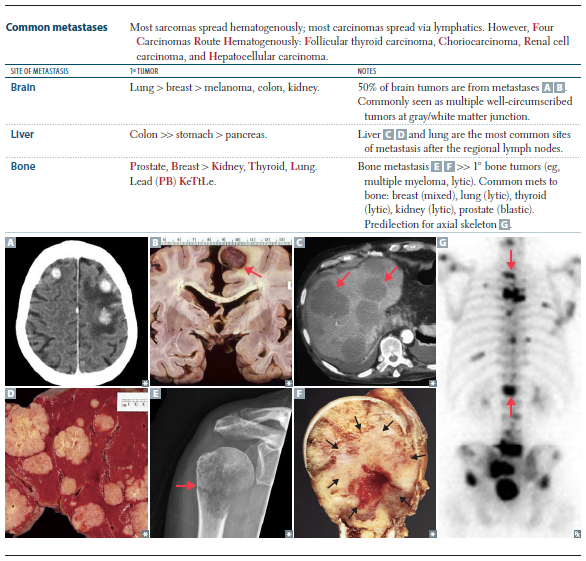 Common metastases
Most sarcomas spread hematogenously; most carcinomas spread via lymphatics. However, Four
Carcinomas Route Hematogenously: Follicular thyroid carcinoma, Choriocarcinoma, Renal cell
carcinoma, and Hepatocellular carcinoma.
SITE OF METASTASIS 1° TUMOR NOTES
Brain
Lung > breast > melanoma, colon, kidney.
50% of brain tumors are from metastases A B.
Commonly seen as multiple well-circumscribed
tumors at gray/white matter junction.
Liver
Colon >> stomach > pancreas.
Liver C D and lung are the most common sites
of metastasis after the regional lymph nodes.
Bone
Prostate, Breast > Kidney, Thyroid, Lung.
Lead (PB) KeTtLe.
Bone metastasis E F >> 1° bone tumors (eg,
multiple myeloma, lytic). Common mets to
bone: breast (mixed), lung (lytic), thyroid
(lytic), kidney (lytic), prostate (blastic).
Predilection for axial skeleton G.
A
B
C
G
D
E
F